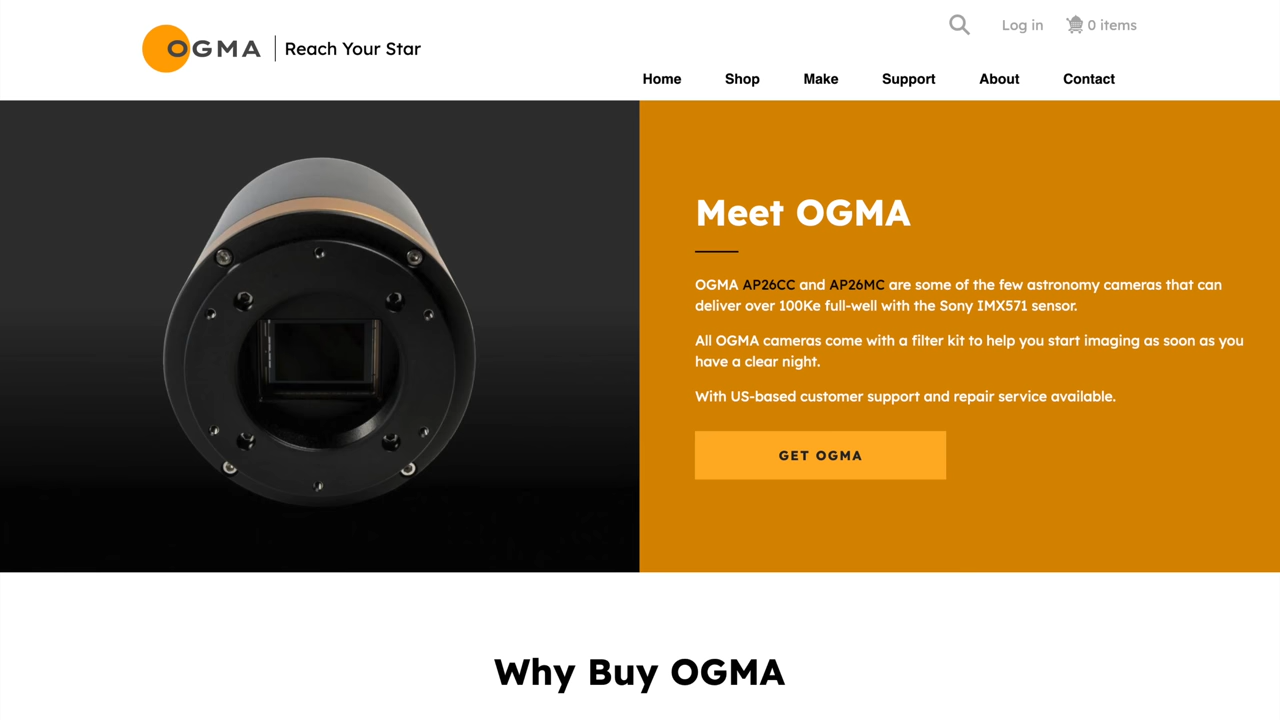 OGMA | Reach Your Star
Log in
0 items
Home Shop Make Support About Contact
Meet OGMA
OGMA AP26CC and AP26MC are some of the few astronomy cameras that can
deliver over 100Ke full-well with the Sony IMX571 sensor.
All OGMA cameras come with a filter kit to help you start imaging as soon as you
have a clear night.
With US-based customer support and repair service available.
GET OGMA
Why Buy OGMA